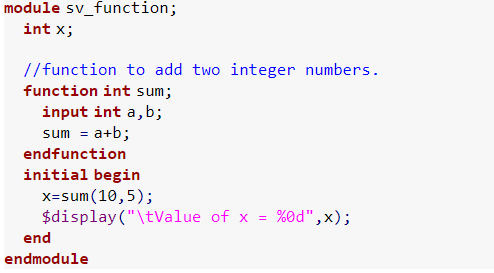 module sv_function;
  int x;

  //function to add two integer numbers.
  function int sum;
    input int a,b;
    sum = a+b;
  endfunction
  initial begin
    x=sum(10,5);
    $display("\tValue of x = %0d",x);
  end
endmodule